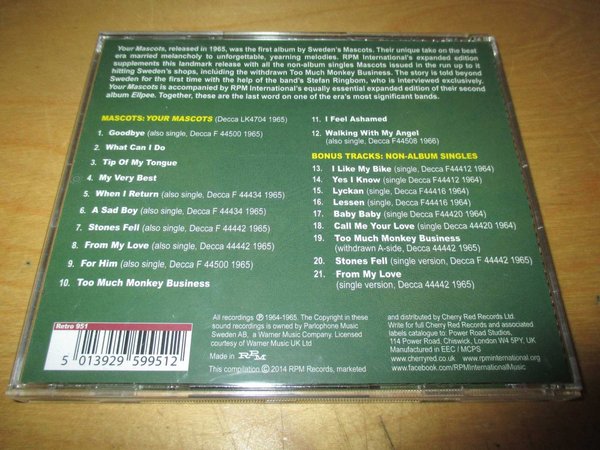 Your Mascots, released in 1965, was the first album by Sweden's Mascots. Their unique tako on the beat
era married melancholy to unforgettable, yearning melodies. RPM International's expanded edition
supplements this landmark release with all the non-album singles Mascots issued in the run up to it
hitting Sweden's shops, including the withdrawn Too Much Monkey Business. The story is told beyond
Sweden for the first time with the help of the band's Stefan Ringbom, who is interviewed exclusively.
Your Mascots is accompanied by RPM International's equally essential expanded edition of their second
album Ellpee. Together, these are the last word on one of the era's most significant bands.
MASCOTS: YOUR MASCOTS (Decca LK4704 1965)
1. Goodbye (also single, Decca F 44500 1965)
2. What Can I Do
3. Tip Of My Tongue
4. My Very Best
5. When I Return (also single, Decca F 44434 1965)
6. A Sad Boy (also single, Decca F 44434 1965)
7. Stones Fell (also single, Decca F 44442 1965)
8. From My Love (also single, Decca 44442 1965)
9. For Him (also single, Decca F 44500 1965)
10. Too Much Monkey Business
11. I Feel Ashamed
12. Walking With My Angel
(also single, Decca F44508 1966)
BONUS TRACKS: NON-ALBUM SINGLES
13. I Like My Bike (single, Decca F44412 1964)
14. Yes I Know (single, Decca F44412 1964)
15. Lyckan (single, Decca F44416 1964)
16. Lessen (single, Decca F44416 1964)
17. Baby Baby (single, Decca F44420 1964)
18. Call Me Your Love (single, Decca 44420 1964)
19. Too Much Monkey Business
(withdrawn A-side, Decca 44442 1965)
20. Stones Fell (single version, Decca F 44442 1965)
21. From My Love
(single version, Decca 44442 1965)
Retro 951
5 013929 599512
All recordings ℗ 1964-1965. The Copyright in these
sound recordings is owned by Parlophone Music
Sweden AB, a Warner Music Company. Licensed
courtesy of Warner Music UK Ltd
Made in RPM
This compilation © 2014 RPM Records, marketed
and distributed by Cherry Red Records Ltd.
Write for full Cherry Red Records and associated
labels catalogue to: Power Road Studios,
114 Power Road, Chiswick, London W4 5PY, UK
Manufactured in EEC / MCPS
www.cherryred.co.uk www.rpminternational.org
www.facebook.com/RPMInternationalMusic